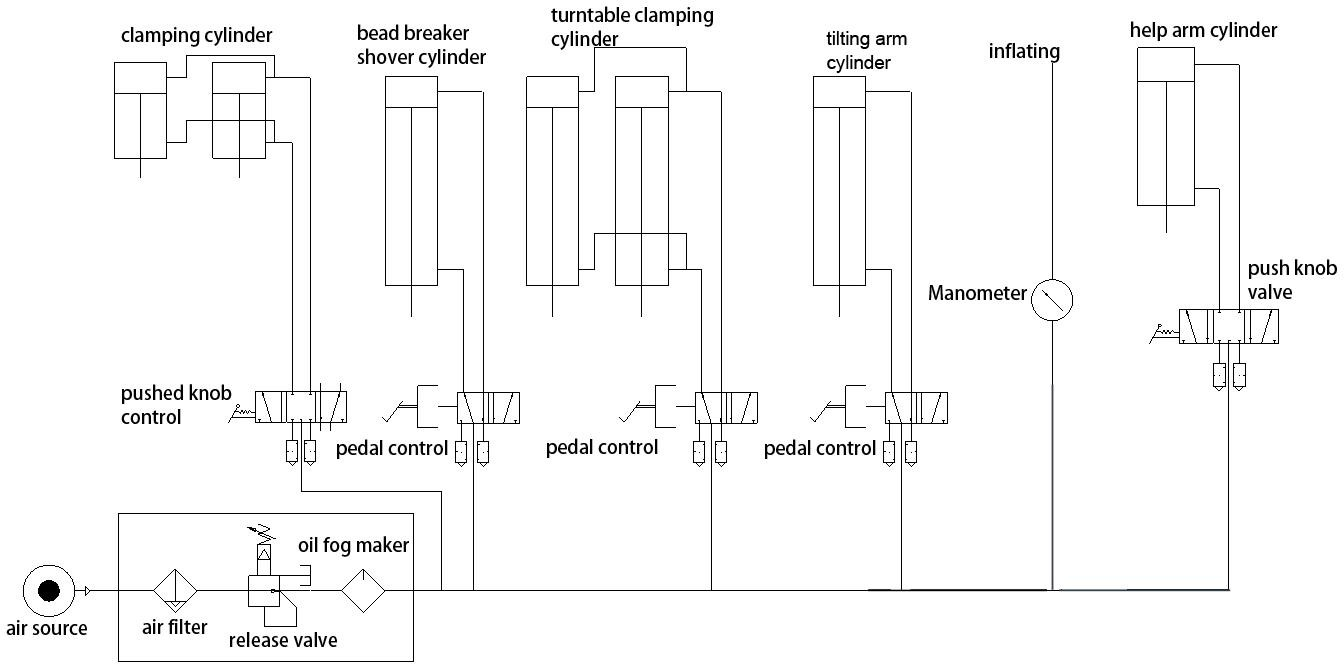 clamping cylinder
bead breaker
shover cylinder
turntable clamping
cylinder
tilting arm
cylinder
inflating
help arm cylinder
Manometer
push knob
valve
pushed knob
control
pedal control
pedal control
pedal control
oil fog maker
air source
air filter
release valve